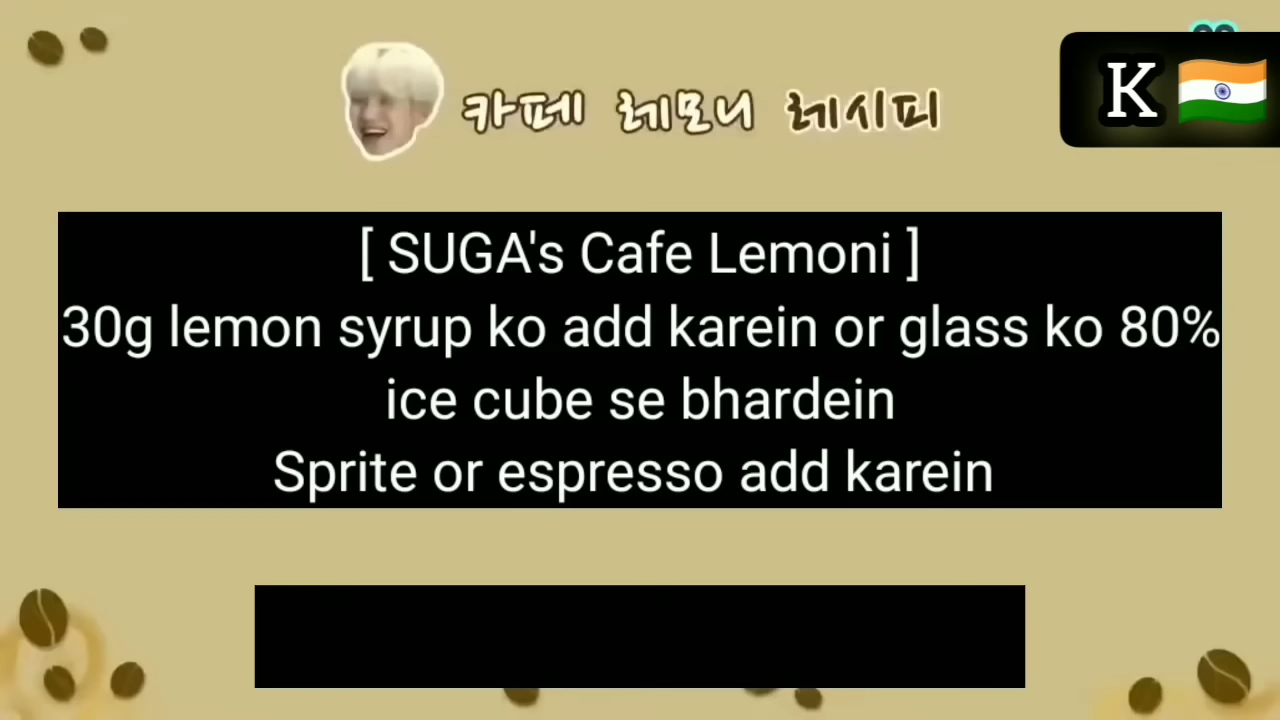 카페 레모니 레시피
K
[ SUGA's Cafe Lemoni ]
30g lemon syrup ko add karein or glass ko 80%
ice cube se bhardein
Sprite or espresso add karein